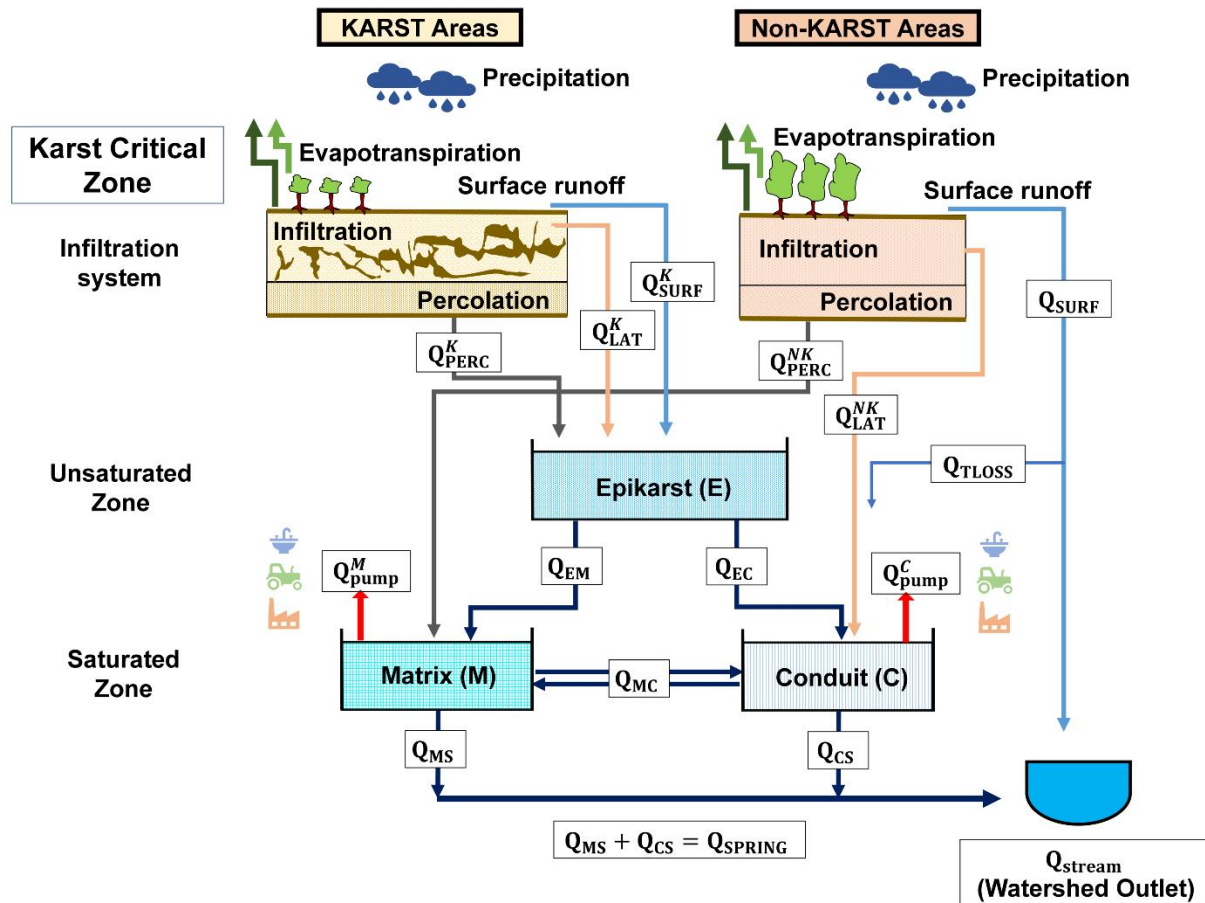 KARST Areas
Non-KARST Areas
Precipitation
Precipitation
Karst Critical
Zone
Evapotranspiration
Evapotranspiration
Surface runoff
Surface runoff
Infiltration
system
Infiltration
Infiltration
Percolation
Percolation
Q^K_SURF
Q_SURF
Q^K_LAT
Q^K_PERC
Q^NK_PERC
Q^NK_LAT
Unsaturated
Zone
Epikarst (E)
Q_TLOSS
Q_EM
Q_EC
Q^M_pump
Q^C_pump
Saturated
Zone
Matrix (M)
Q_MC
Conduit (C)
Q_MS
Q_CS
Q_MS + Q_CS = Q_SPRING
Q_stream
(Watershed Outlet)